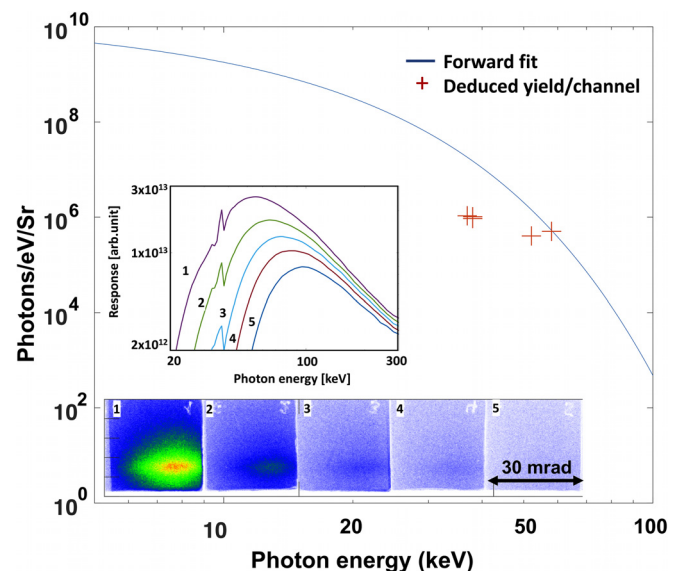 10^10
10^8
10^6
10^4
10^2
10^0
Photons/eV/Sr
Forward fit
Deduced yield/channel
3x10^13
1x10^13
2x10^12
Response [arb.unit]
1
2
3
4
5
20
100
300
Photon energy [keV]
1
2
3
4
5
30 mrad
10
20
50
100
Photon energy (keV)